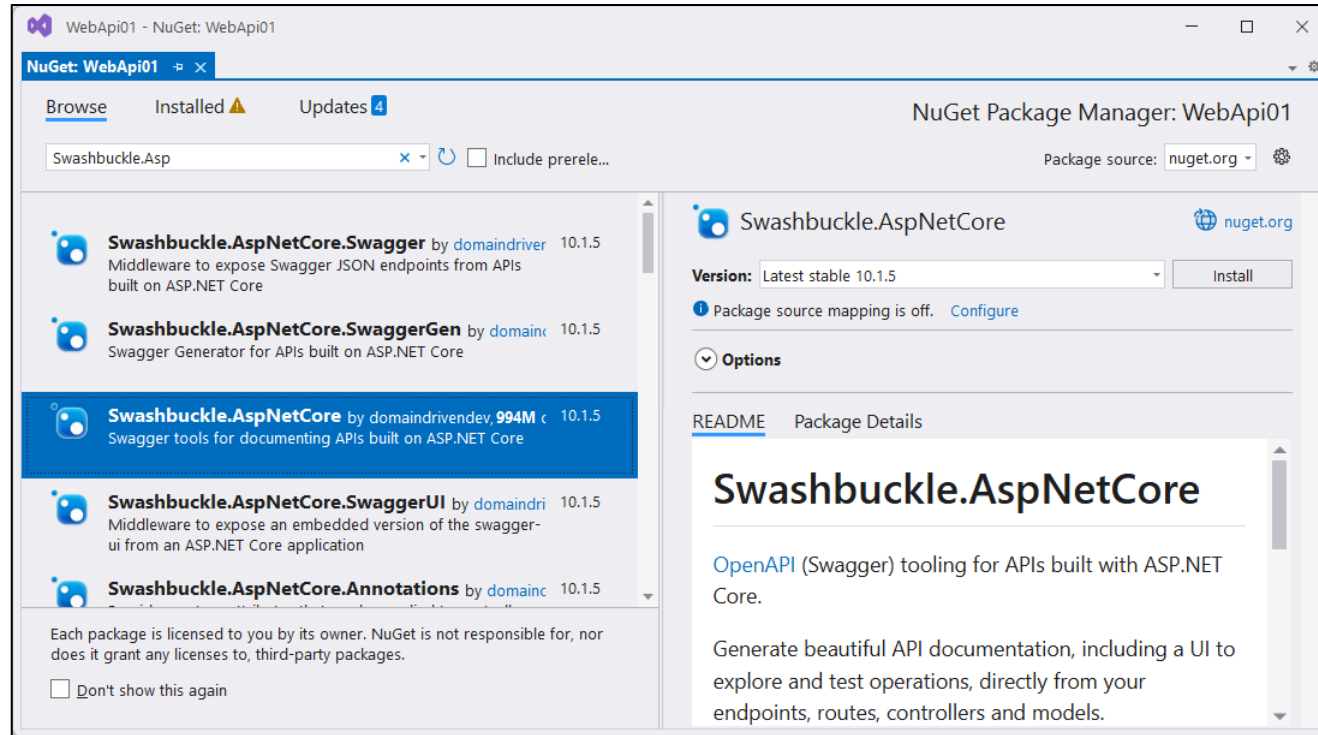 WebApi01 - NuGet: WebApi01
NuGet: WebApi01
Browse Installed Updates 4
NuGet Package Manager: WebApi01
Swashbuckle.Asp
Include prerele...
Package source: nuget.org
Swashbuckle.AspNetCore.Swagger by domaindriver 10.1.5
Middleware to expose Swagger JSON endpoints from APIs
built on ASP.NET Core
Swashbuckle.AspNetCore.SwaggerGen by domainc 10.1.5
Swagger Generator for APIs built on ASP.NET Core
Swashbuckle.AspNetCore by domaindrivendev, 994M c 10.1.5
Swagger tools for documenting APIs built on ASP.NET Core
Swashbuckle.AspNetCore.SwaggerUI by domaindri 10.1.5
Middleware to expose an embedded version of the swagger-
ui from an ASP.NET Core application
Swashbuckle.AspNetCore.Annotations by domainc 10.1.5
Each package is licensed to you by its owner. NuGet is not responsible for, nor
does it grant any licenses to, third-party packages.
Don't show this again
Swashbuckle.AspNetCore
nuget.org
Version: Latest stable 10.1.5 Install
Package source mapping is off. Configure
Options
README Package Details
Swashbuckle.AspNetCore
OpenAPI (Swagger) tooling for APIs built with ASP.NET
Core.
Generate beautiful API documentation, including a UI to
explore and test operations, directly from your
endpoints, routes, controllers and models.